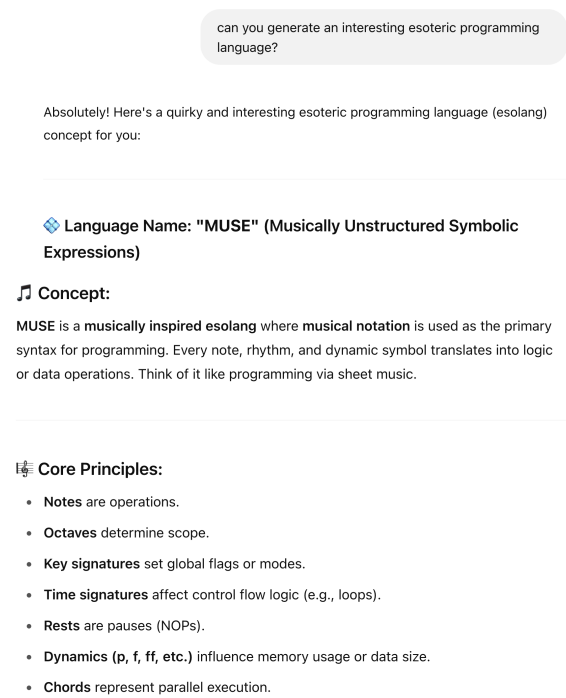 can you generate an interesting esoteric programming
language?
Absolutely! Here's a quirky and interesting esoteric programming language (esolang)
concept for you:
💠 Language Name: "MUSE" (Musically Unstructured Symbolic
Expressions)
🎵 Concept:
MUSE is a musically inspired esolang where musical notation is used as the primary
syntax for programming. Every note, rhythm, and dynamic symbol translates into logic
or data operations. Think of it like programming via sheet music.
🎼 Core Principles:
• Notes are operations.
• Octaves determine scope.
• Key signatures set global flags or modes.
• Time signatures affect control flow logic (e.g., loops).
• Rests are pauses (NOPs).
• Dynamics (p, f, ff, etc.) influence memory usage or data size.
• Chords represent parallel execution.